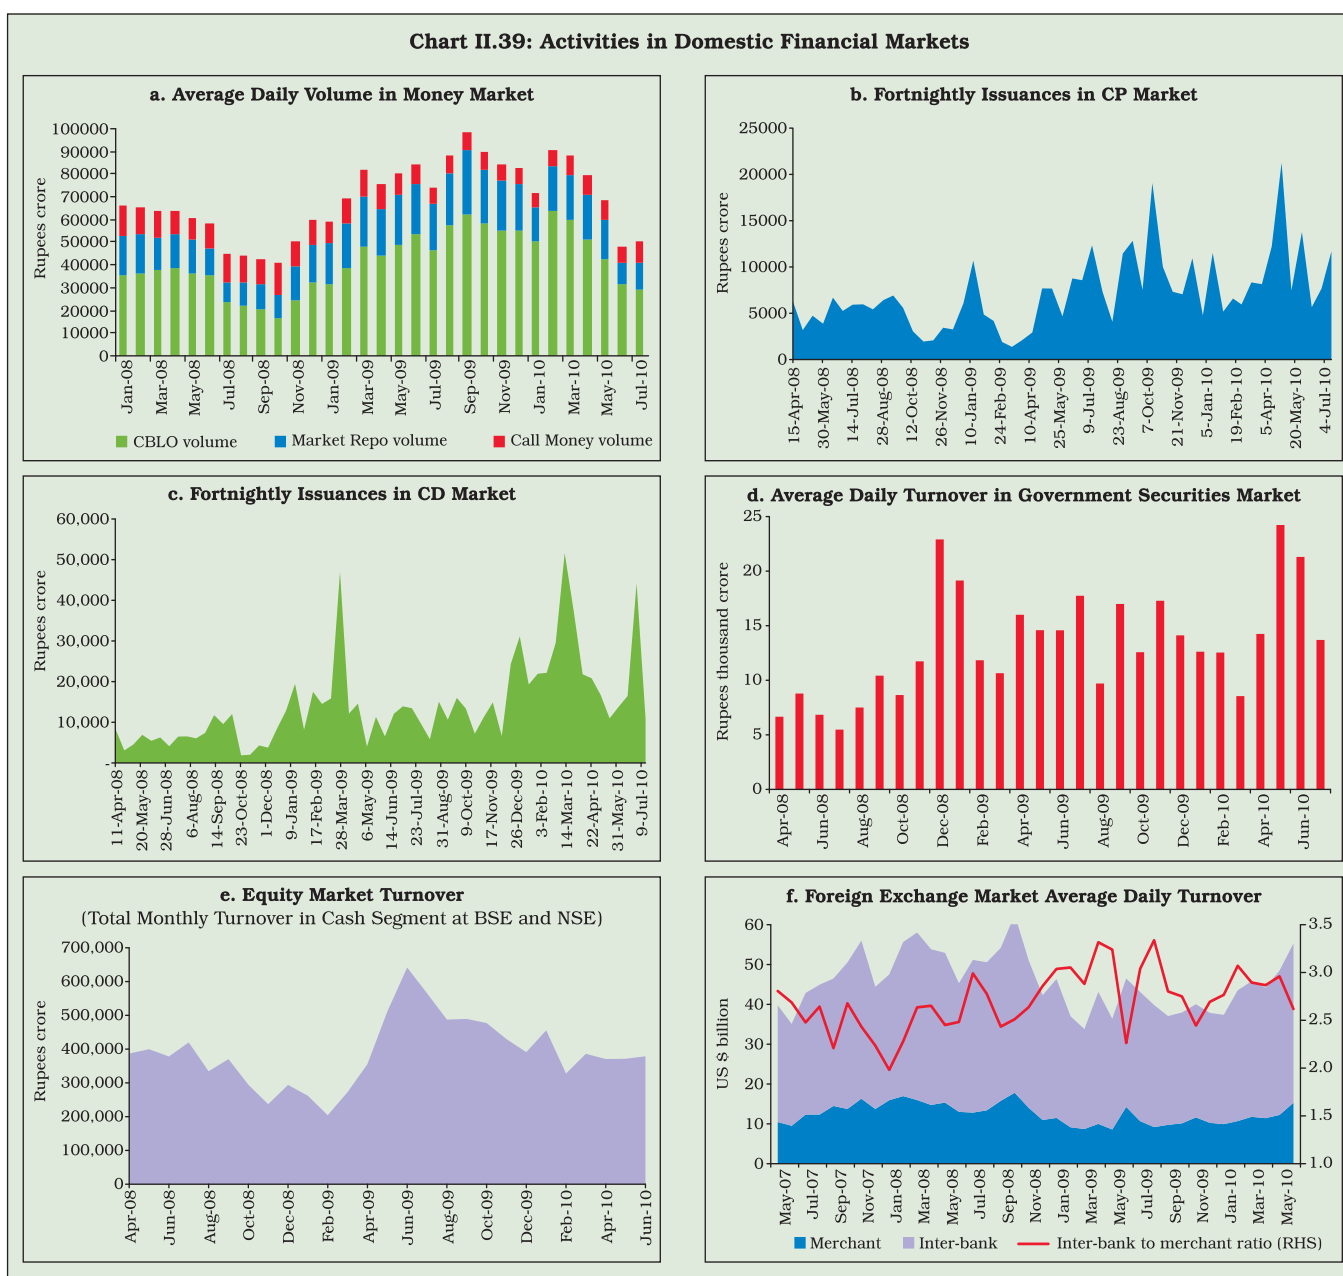 Chart II.39: Activities in Domestic Financial Markets
a. Average Daily Volume in Money Market
Rupees crore
100000
90000
80000
70000
60000
50000
40000
30000
20000
10000
0
Jan-08
Mar-08
May-08
Jul-08
Sep-08
Nov-08
Jan-09
Mar-09
May-09
Jul-09
Sep-09
Nov-09
Jan-10
Mar-10
May-10
Jul-10
CBLO volume
Market Repo volume
Call Money volume
b. Fortnightly Issuances in CP Market
Rupees crore
25000
20000
15000
10000
5000
0
15-Apr-08
30-May-08
14-Jul-08
28-Aug-08
12-Oct-08
26-Nov-08
10-Jan-09
24-Feb-09
10-Apr-09
25-May-09
9-Jul-09
23-Aug-09
7-Oct-09
21-Nov-09
5-Jan-10
19-Feb-10
5-Apr-10
20-May-10
4-Jul-10
c. Fortnightly Issuances in CD Market
Rupees crore
60,000
50,000
40,000
30,000
20,000
10,000
-
11-Apr-08
20-May-08
28-Jun-08
6-Aug-08
14-Sep-08
23-Oct-08
1-Dec-08
9-Jan-09
17-Feb-09
28-Mar-09
6-May-09
14-Jun-09
23-Jul-09
31-Aug-09
9-Oct-09
17-Nov-09
26-Dec-09
3-Feb-10
14-Mar-10
22-Apr-10
31-May-10
9-Jul-10
d. Average Daily Turnover in Government Securities Market
Rupees thousand crore
25
20
15
10
5
0
Apr-08
Jun-08
Aug-08
Oct-08
Dec-08
Feb-09
Apr-09
Jun-09
Aug-09
Oct-09
Dec-09
Feb-10
Apr-10
Jun-10
e. Equity Market Turnover
(Total Monthly Turnover in Cash Segment at BSE and NSE)
Rupees crore
700,000
600,000
500,000
400,000
300,000
200,000
100,000
0
Apr-08
Jun-08
Aug-08
Oct-08
Dec-08
Feb-09
Apr-09
Jun-09
Aug-09
Oct-09
Dec-09
Feb-10
Apr-10
Jun-10
f. Foreign Exchange Market Average Daily Turnover
US $ billion
60
50
40
30
20
10
0
3.5
3.0
2.5
2.0
1.5
1.0
May-07
Jul-07
Sep-07
Nov-07
Jan-08
Mar-08
May-08
Jul-08
Sep-08
Nov-08
Jan-09
Mar-09
May-09
Jul-09
Sep-09
Nov-09
Jan-10
Mar-10
May-10
Merchant
Inter-bank
Inter-bank to merchant ratio (RHS)